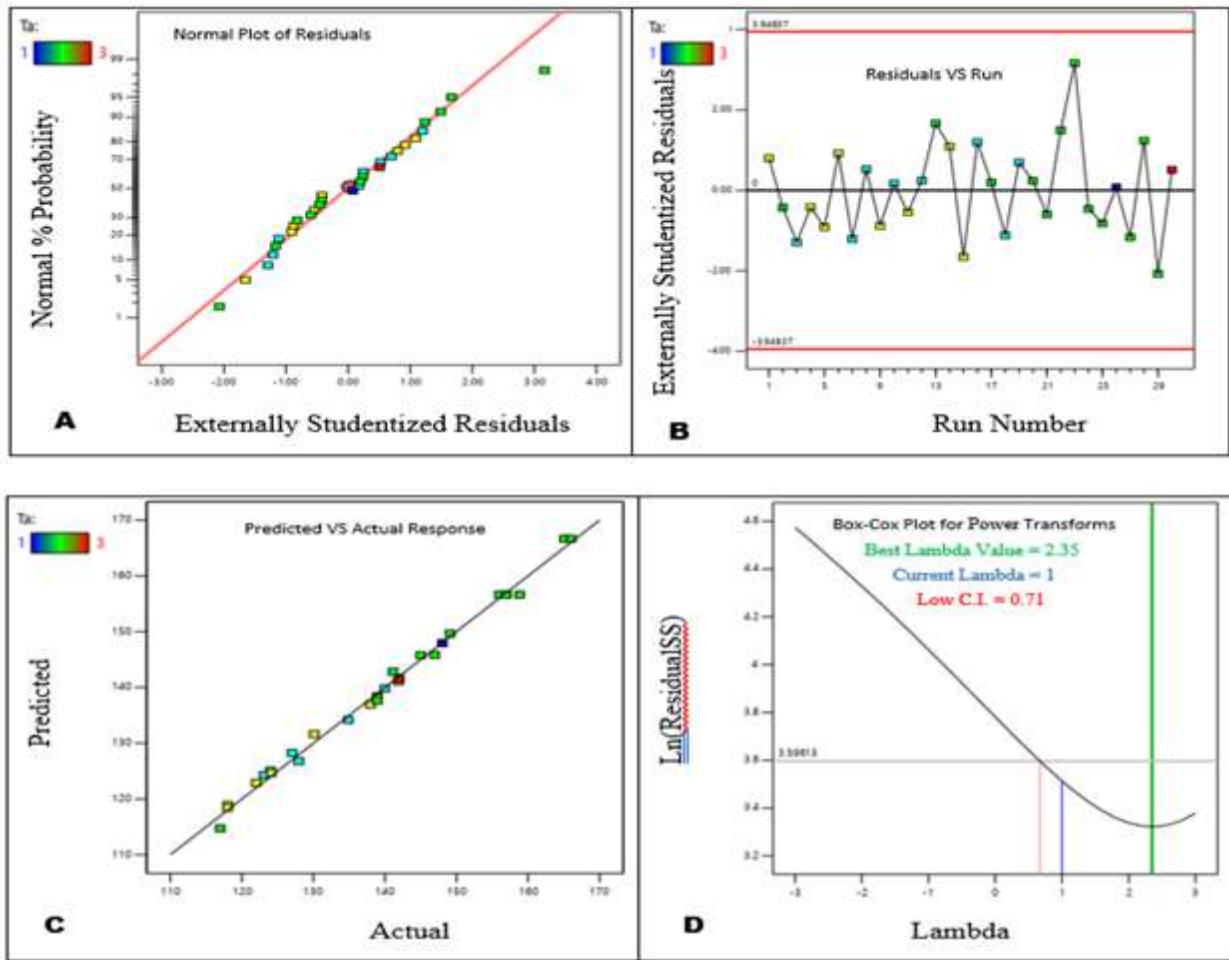 Ta:
1 3
Normal Plot of Residuals
Normal % Probability
99
95
90
80
70
50
30
20
10
5
1
-3.00 -2.00 -1.00 0.00 1.00 2.00 3.00 4.00
A
Externally Studentized Residuals
Ta:
1 3
3.94837
Residuals VS Run
Externally Studentized Residuals
2.00
0
0.00
-2.00
-4.00
-3.94837
1 5 9 13 17 21 25 29
B
Run Number
Ta:
1 3
Predicted VS Actual Response
Predicted
170
160
150
140
130
120
110
110 120 130 140 150 160 170
C
Actual
Box-Cox Plot for Power Transforms
Best Lambda Value = 2.35
Current Lambda = 1
Low C.I. = 0.71
Ln(ResidualSS)
4.6
4.4
4.2
4
3.8
3.6
3.4
3.2
3.59613
-3 -2 -1 0 1 2 3
D
Lambda